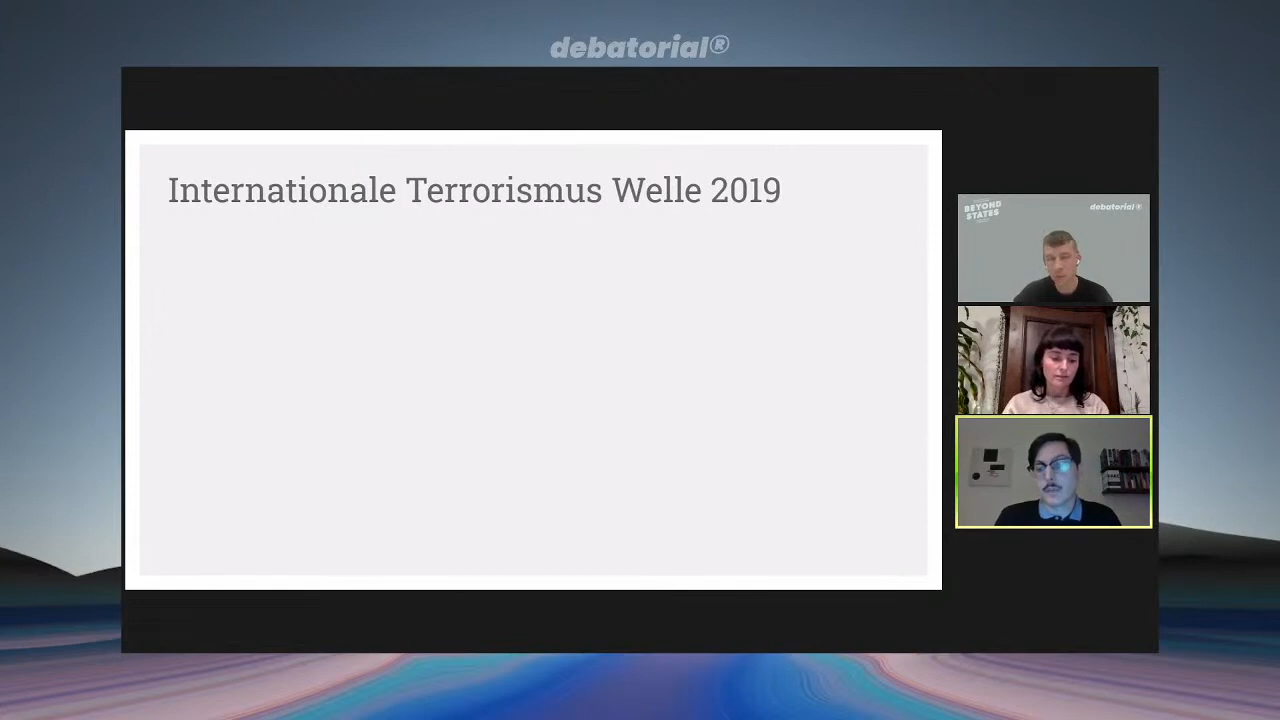 debatorial®
Internationale Terrorismus Welle 2019
BEYOND
STATES
debatorial®